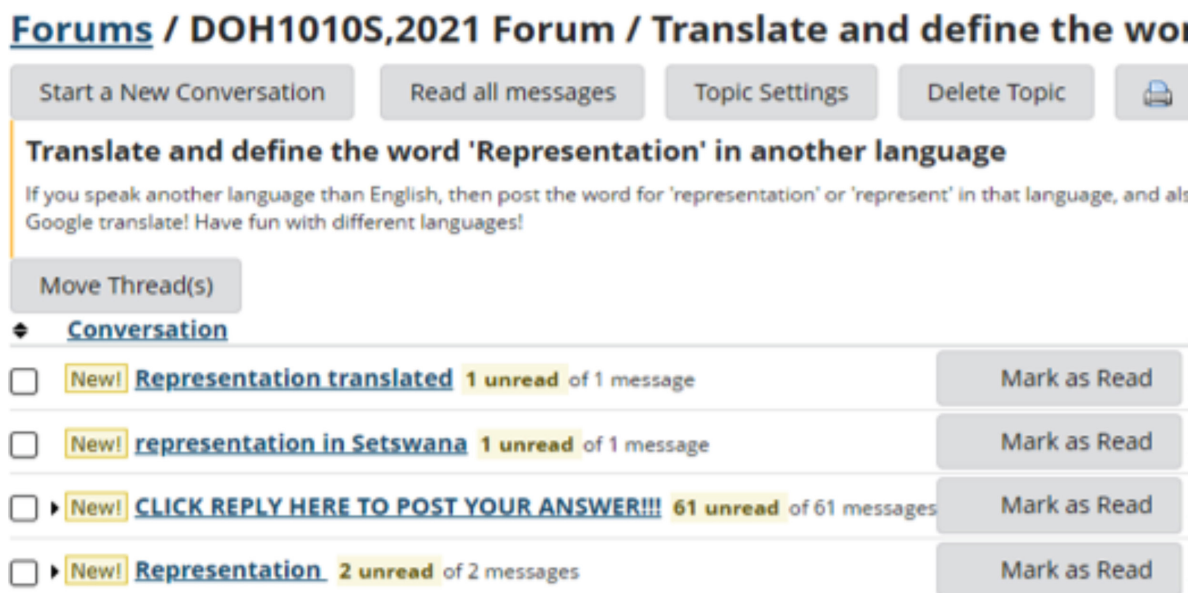 Forums / DOH1010S,2021 Forum / Translate and define the
Start a New Conversation Read all messages Topic Settings Delete Topic
Translate and define the word 'Representation' in another language
If you speak another language than English, then post the word for 'representation' or 'represent' in that language, and
Google translate! Have fun with different languages!
Move Thread(s)
Conversation
New! Representation translated 1 unread of 1 message Mark as Read
New! representation in Setswana 1 unread of 1 message Mark as Read
New! CLICK REPLY HERE TO POST YOUR ANSWER!!! 61 unread of 61 messages Mark as Read
New! Representation 2 unread of 2 messages Mark as Read